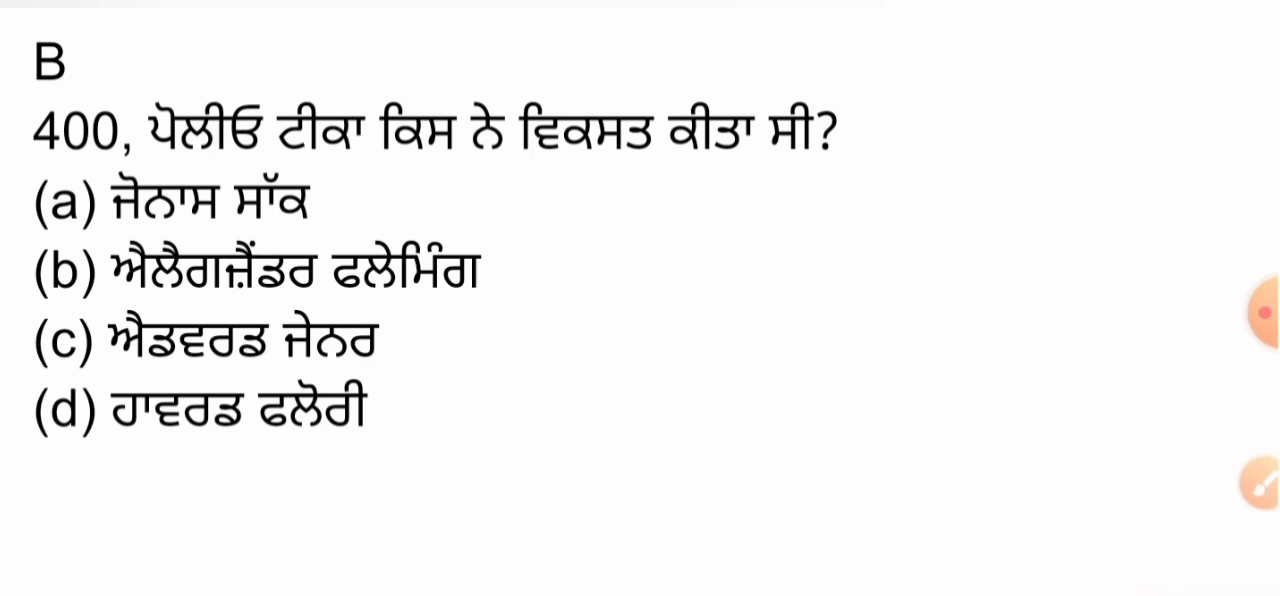 B
400, ਪੋਲੀਓ ਟੀਕਾ ਕਿਸ ਨੇ ਵਿਕਸਤ ਕੀਤਾ ਸੀ?
(a) ਜੋਨਾਸ ਸਾੱਕ
(b) ਐਲੈਗਜ਼ੈਂਡਰ ਫਲੇਮਿੰਗ
(c) ਐਡਵਰਡ ਜੇਨਰ
(d) ਹਾਵਰਡ ਫਲੋਰੀ